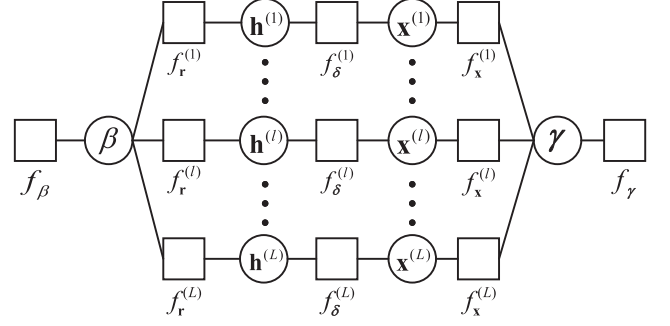 h^(1) x^(1)
f_r^(1) f_δ^(1) f_x^(1)
β h^(l) x^(l) γ
f_β f_r^(l) f_δ^(l) f_x^(l) f_γ
h^(L) x^(L)
f_r^(L) f_δ^(L) f_x^(L)